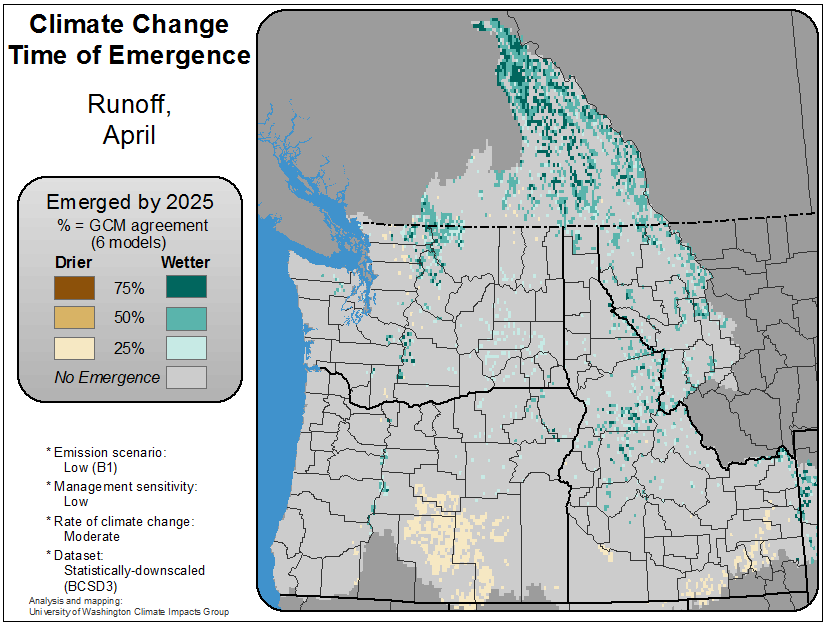 Climate Change
Time of Emergence
Runoff,
April
Emerged by 2025
% = GCM agreement
(6 models)
Drier Wetter
75%
50%
25%
No Emergence
* Emission scenario:
Low (B1)
* Management sensitivity:
Low
* Rate of climate change:
Moderate
* Dataset:
Statistically-downscaled
(BCSD3)
Analysis and mapping:
University of Washington Climate Impacts Group